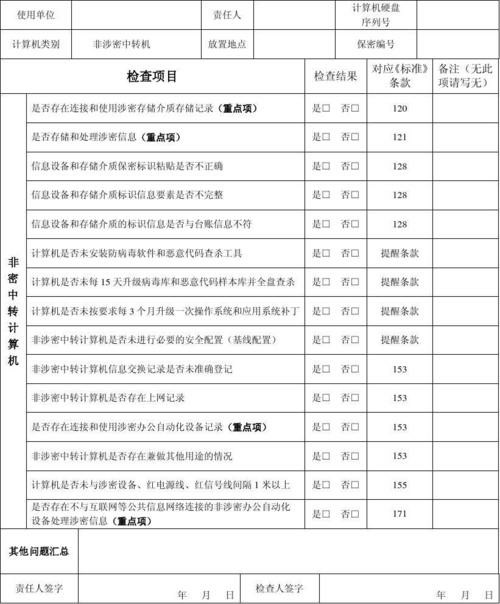 使用单位 责任人 计算机硬盘
序列号
计算机类别 非涉密中转机 放置地点 保密编号
检查项目 检查结果 对应《标准》
条款 备注（无此
项请写无）
非密中转计算机
是否存在连接和使用涉密存储介质存储记录（重点项） 是□ 否□ 120
是否存储和处理涉密信息（重点项） 是□ 否□ 121
信息设备和存储介质保密标识粘贴是否不正确 是□ 否□ 128
信息设备和存储介质标识信息要素是否不完整 是□ 否□ 128
信息设备和存储介质的标识信息是否与台账信息不符 是□ 否□ 128
计算机是否未安装防病毒软件和恶意代码查杀工具 是□ 否□ 提醒条款
计算机是否未每 15 天升级病毒库和恶意代码样本库并全盘查杀 是□ 否□ 提醒条款
计算机是否未按要求每 3 个月升级一次操作系统和应用系统补丁 是□ 否□ 提醒条款
非涉密中转计算机是否未进行必要的安全配置（基线配置） 是□ 否□ 提醒条款
非涉密中转计算机信息交换记录是否未准确登记 是□ 否□ 153
非涉密中转计算机是否存在上网记录 是□ 否□ 153
是否存在连接和使用涉密办公自动化设备记录（重点项） 是□ 否□ 153
非涉密中转计算机是否存在兼做其他用途的情况 是□ 否□ 153
计算机是否未与涉密设备、红电源线、红信号线间隔 1 米以上 是□ 否□ 155
是否存在不与互联网等公共信息网络连接的非涉密办公自动化
设备处理涉密信息（重点项） 是□ 否□ 171
其他问题汇总
责任人签字 年 月 日 检查人签字 年 月 日